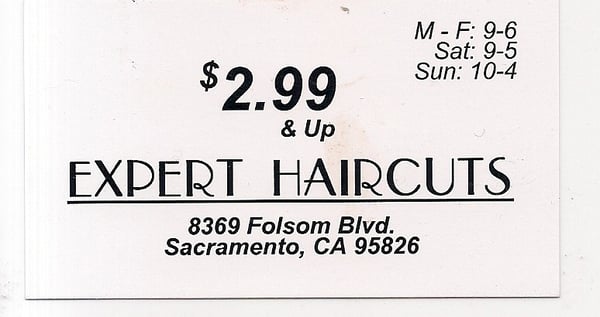 M - F: 9-6
Sat: 9-5
Sun: 10-4
$2.99
& Up
EXPERT HAIRCUTS
8369 Folsom Blvd.
Sacramento, CA 95826